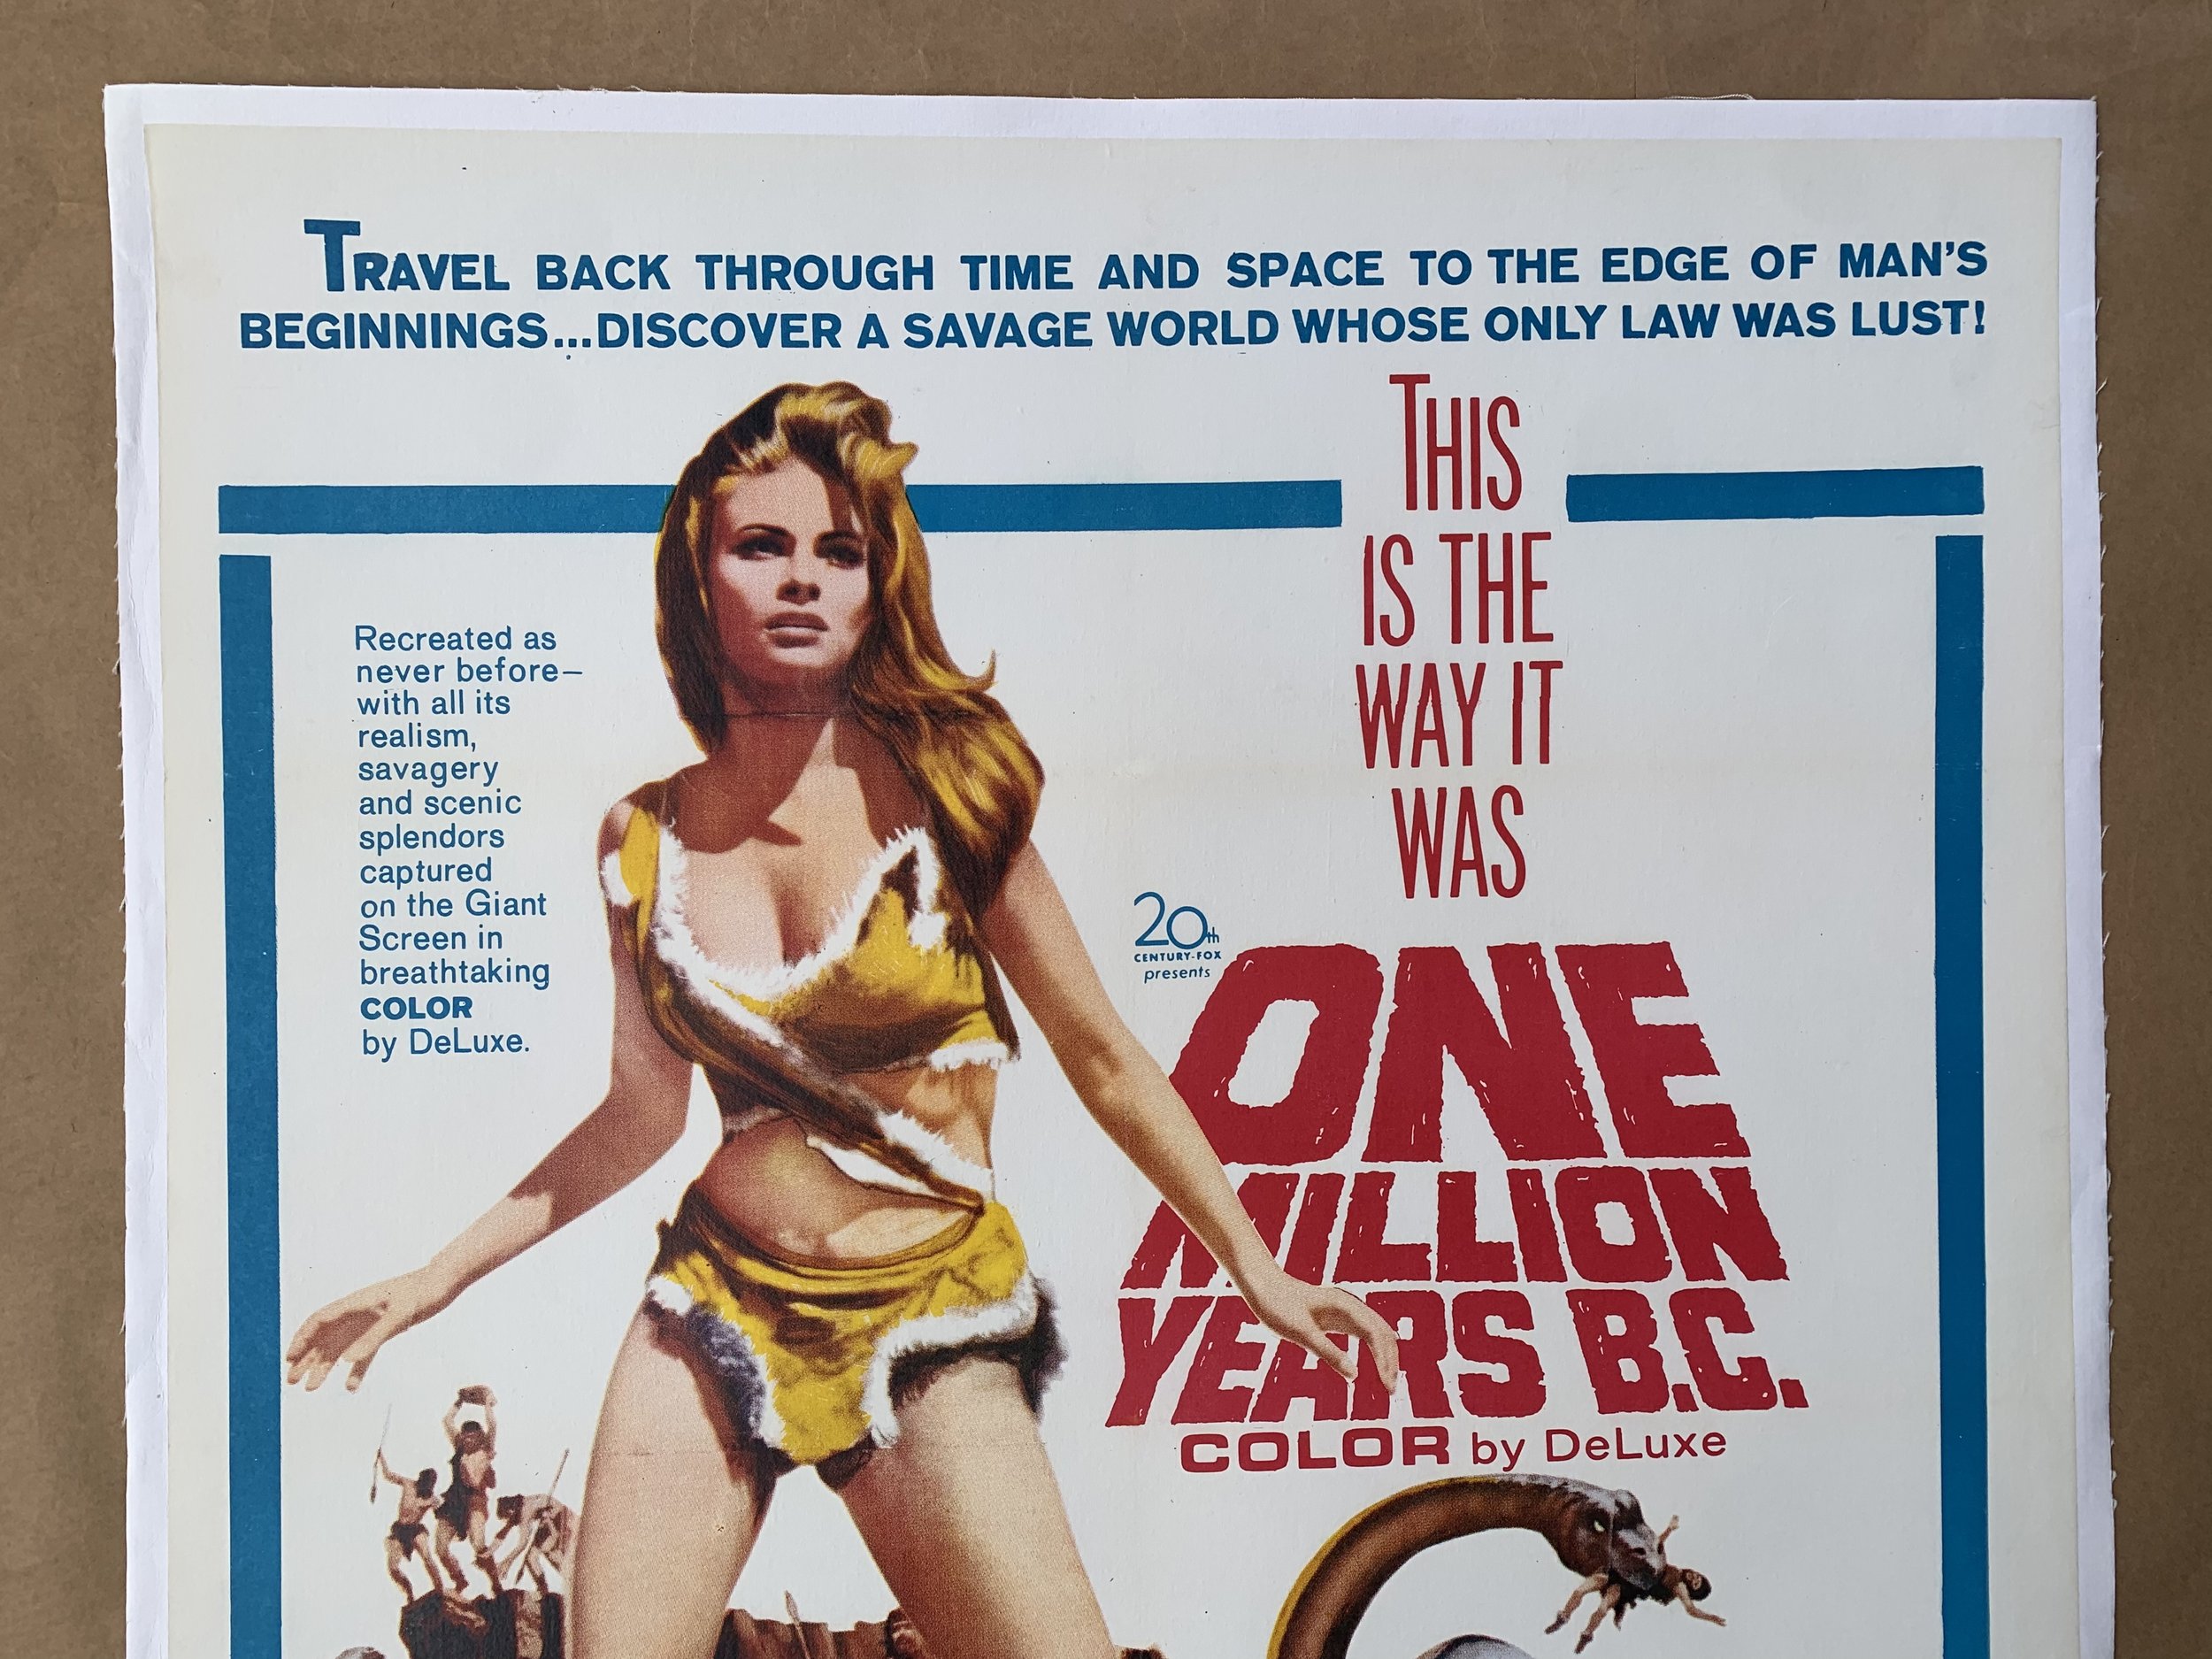 TRAVEL BACK THROUGH TIME AND SPACE TO THE EDGE OF MAN'S
BEGINNINGS...DISCOVER A SAVAGE WORLD WHOSE ONLY LAW WAS LUST!
THIS
IS THE
WAY IT
WAS
Recreated as
never before—
with all its
realism,
savagery
and scenic
splendors
captured
on the Giant
Screen in
breathtaking
COLOR
by DeLuxe.
20th
CENTURY-FOX
presents
ONE
MILLION
YEARS B.C.
COLOR by DeLuxe